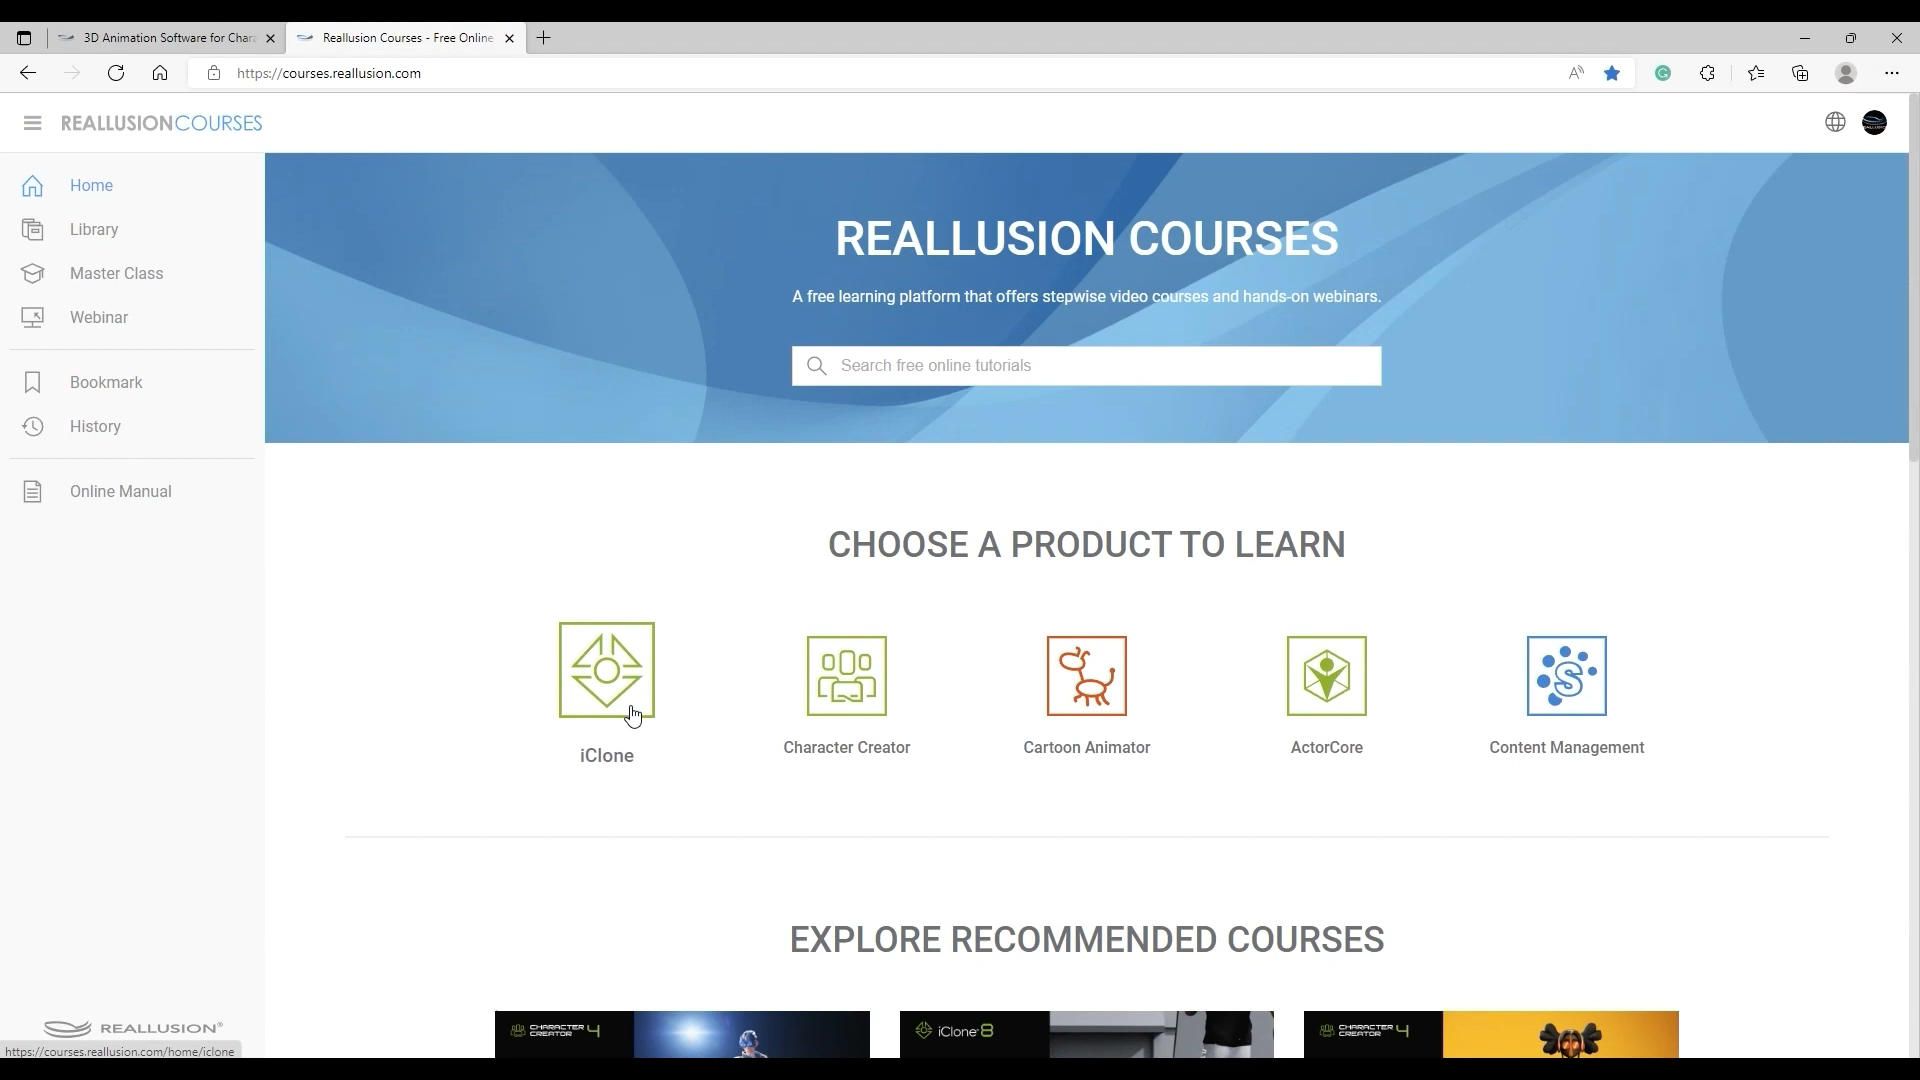 3D Animation Software for Chara
Reallusion Courses - Free Online
https://courses.reallusion.com
REALLUSIONCOURSES
Home
Library
Master Class
Webinar
Bookmark
History
Online Manual
REALLUSION COURSES
A free learning platform that offers stepwise video courses and hands-on webinars.
Search free online tutorials
CHOOSE A PRODUCT TO LEARN
iClone
Character Creator
Cartoon Animator
ActorCore
Content Management
EXPLORE RECOMMENDED COURSES
CHARACTER CREATOR 4
iClone 8
CHARACTER CREATOR 4
REALLUSION®
https://courses.reallusion.com/home/iclone